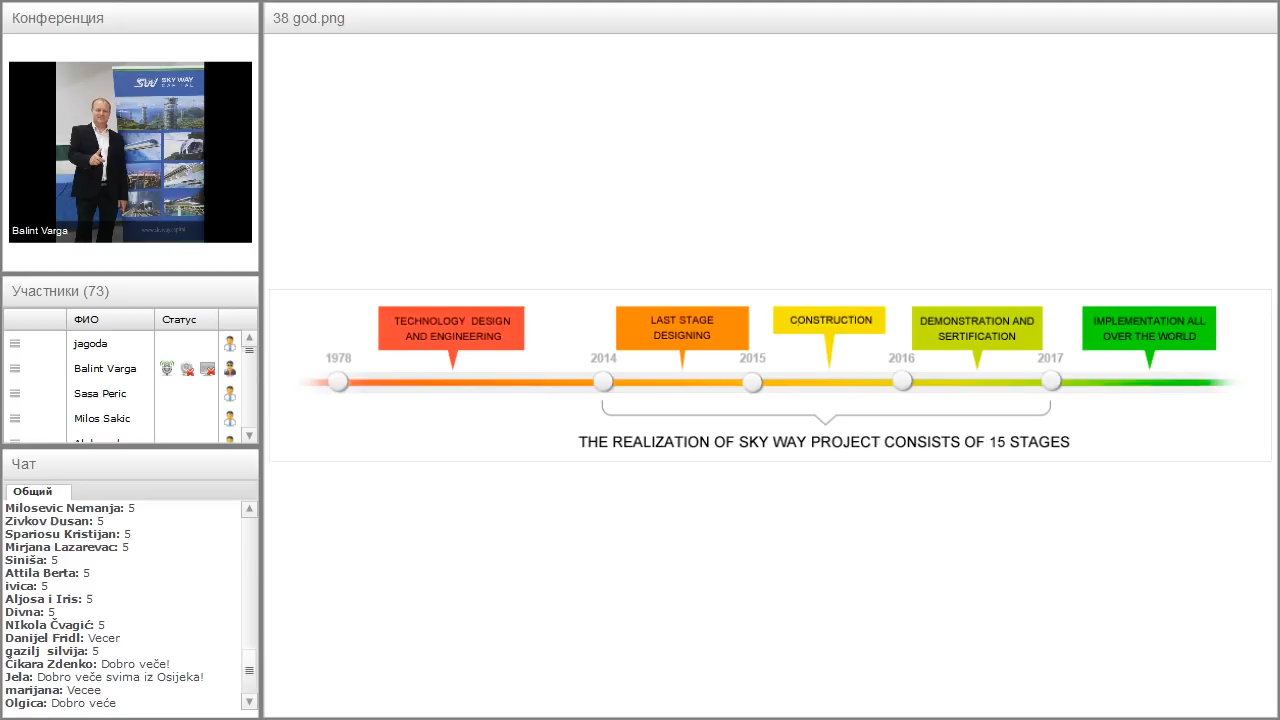 Конференция
SKY WAY
CAPITAL
Balint Varga
Участники (73)
ФИО Статус
jagoda
Balint Varga
Sasa Peric
Milos Sakic
Чат
Общий
Milosevic Nemanja: 5
Zivkov Dusan: 5
Spariosu Kristijan: 5
Mirjana Lazarevac: 5
Siniša: 5
Attila Berta: 5
ivica: 5
Aljosa i Iris: 5
Divna: 5
NIkola Čvagić: 5
Danijel Fridl: Vecer
gazilj silvija: 5
Čikara Zdenko: Dobro veče!
Jela: Dobro veče svima iz Osijeka!
marijana: Vecee
Olgica: Dobro veće
38 god.png
TECHNOLOGY DESIGN
AND ENGINEERING
LAST STAGE
DESIGNING
CONSTRUCTION
DEMONSTRATION AND
SERTIFICATION
IMPLEMENTATION ALL
OVER THE WORLD
1978 2014 2015 2016 2017
THE REALIZATION OF SKY WAY PROJECT CONSISTS OF 15 STAGES